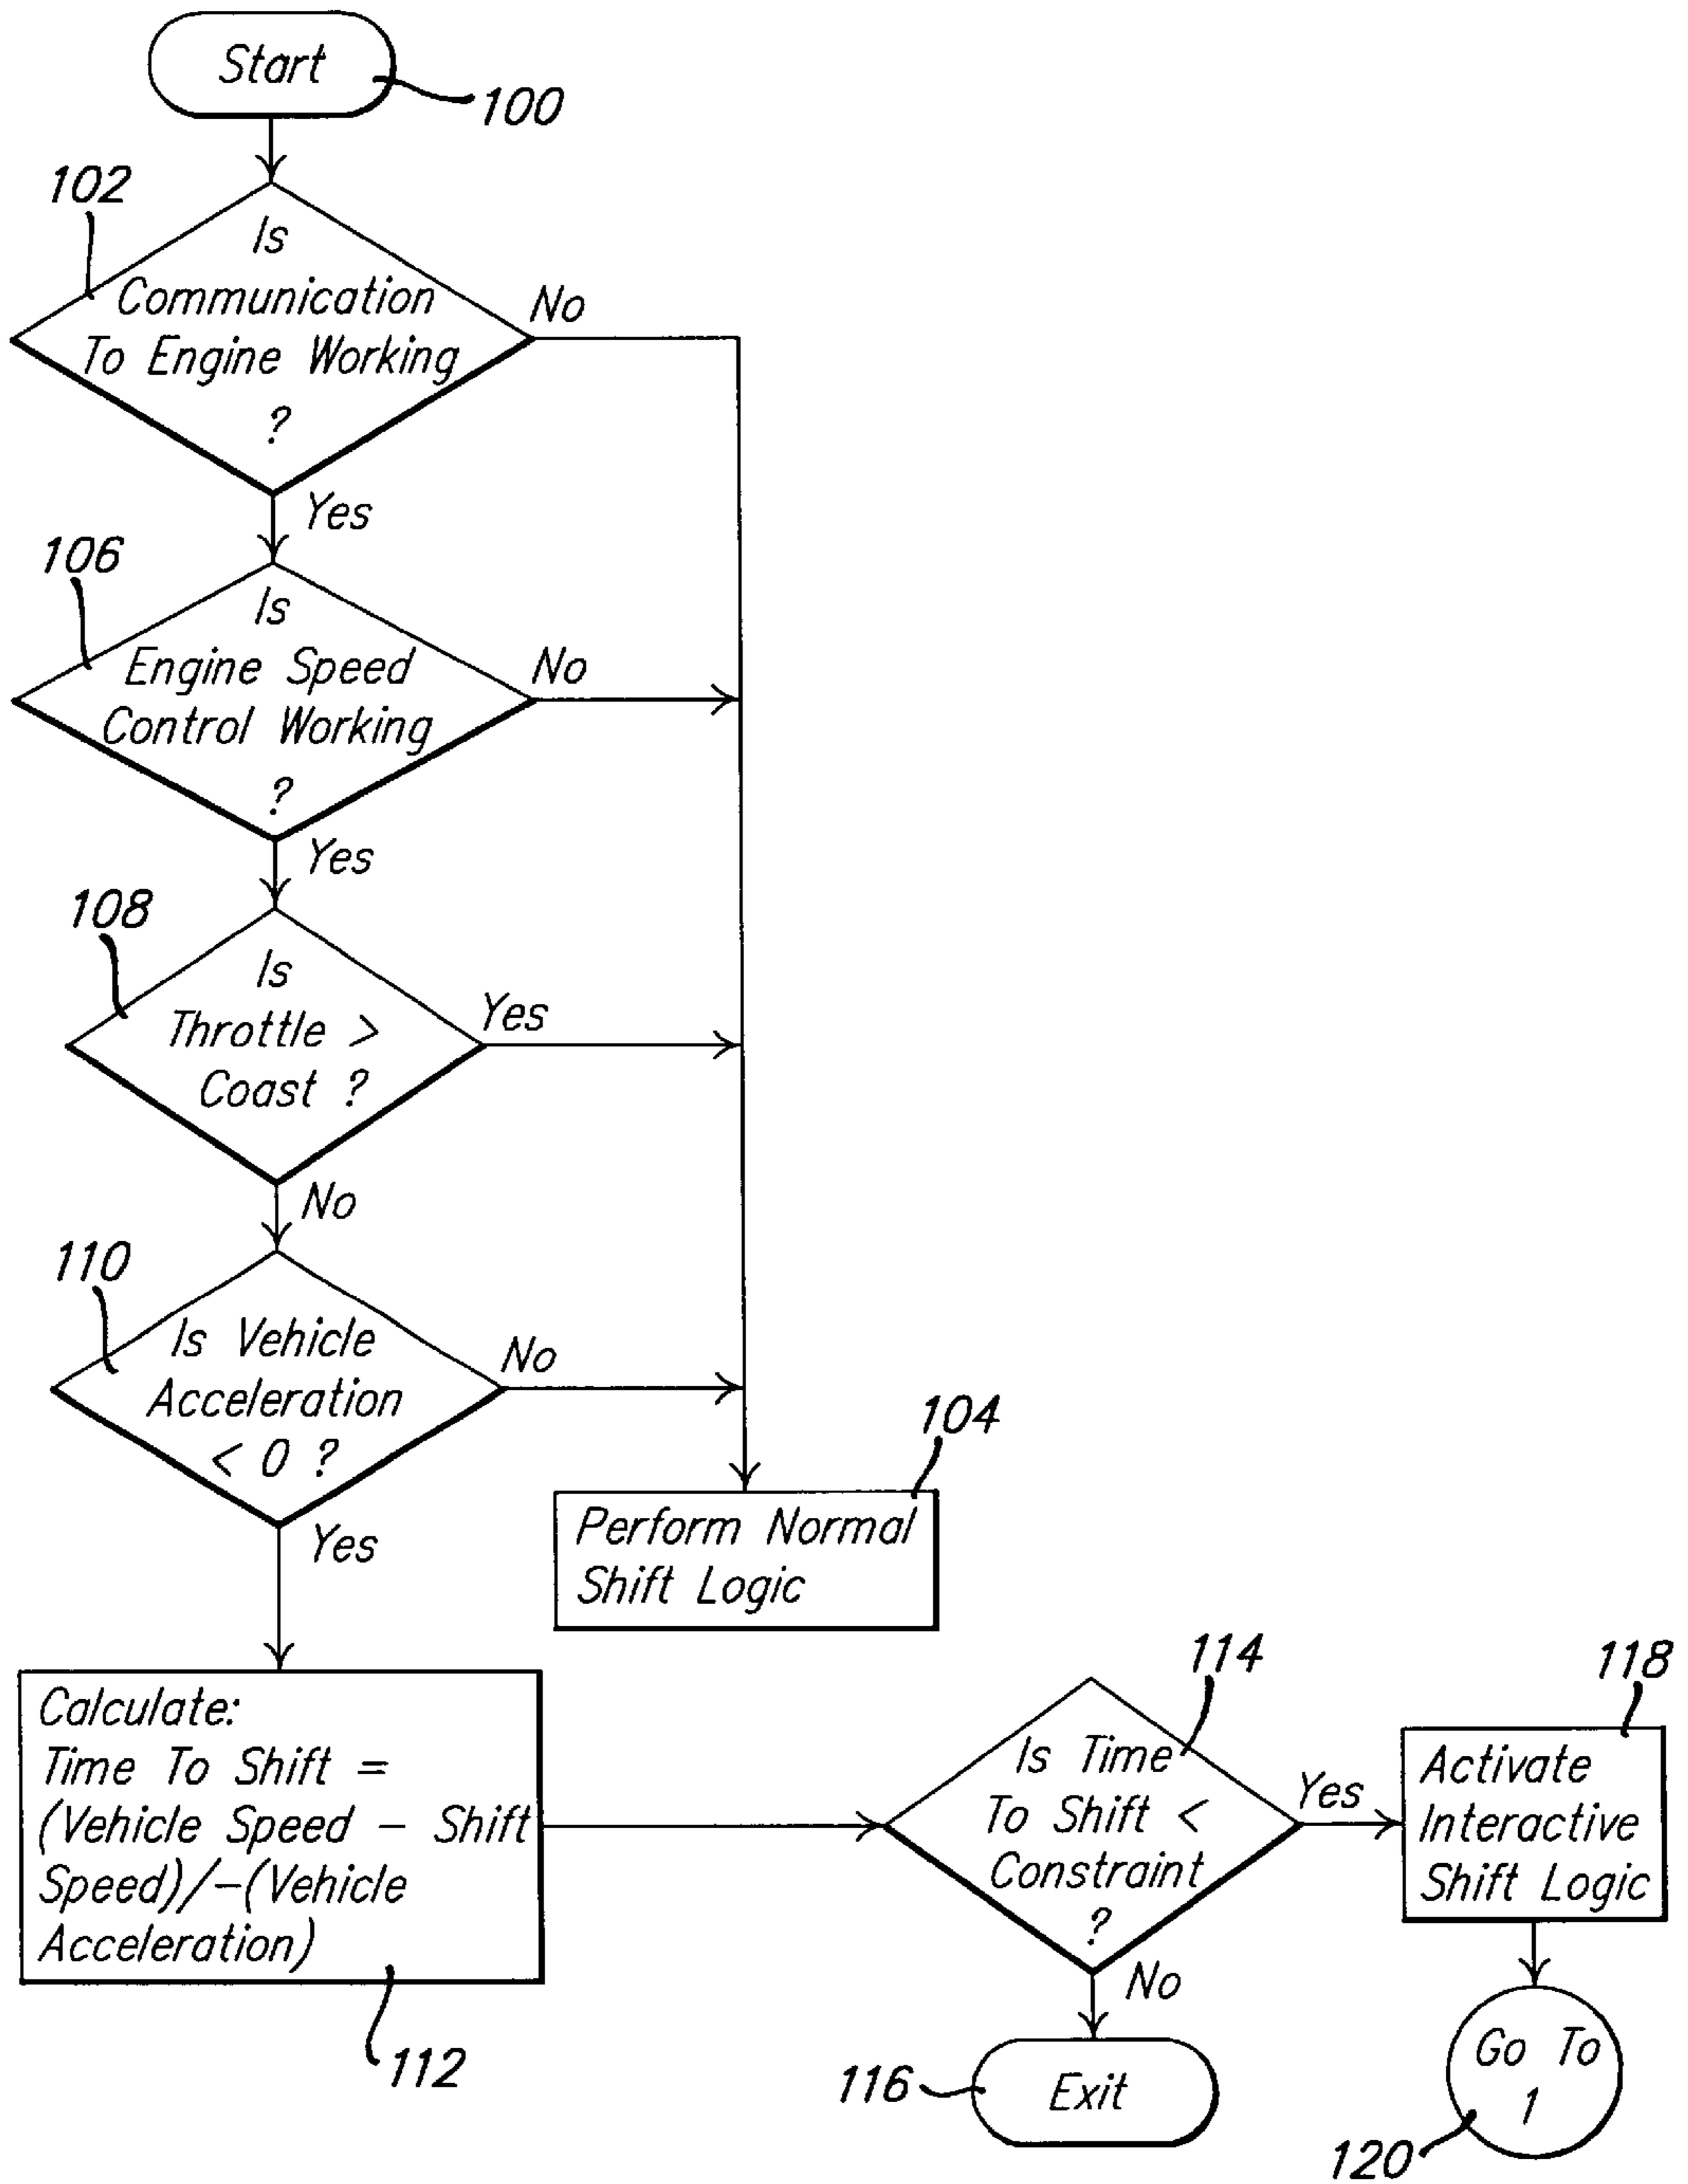 Start
100
102
Is
Communication
To Engine Working
?
No
Yes
106
Is
Engine Speed
Control Working
?
No
Yes
108
Is
Throttle >
Coast ?
Yes
No
110
Is Vehicle
Acceleration
< 0 ?
No
Yes
104
Perform Normal
Shift Logic
Calculate:
Time To Shift =
(Vehicle Speed - Shift
Speed)/-(Vehicle
Acceleration)
112
114
Is Time
To Shift <
Constraint
?
Yes
No
118
Activate
Interactive
Shift Logic
116
Exit
Go To
1
120